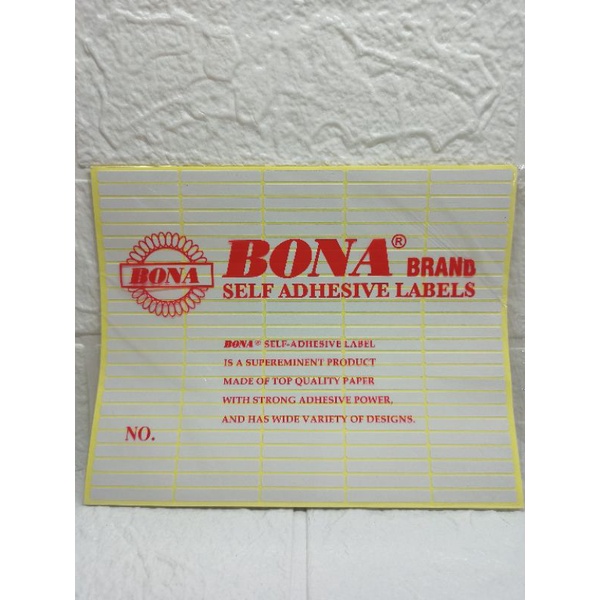 BONA
BONA® BRAND
SELF ADHESIVE LABELS
BONA® SELF-ADHESIVE LABEL
IS A SUPEREMINENT PRODUCT
MADE OF TOP QUALITY PAPER
WITH STRONG ADHESIVE POWER,
AND HAS WIDE VARIETY OF DESIGNS.
NO.